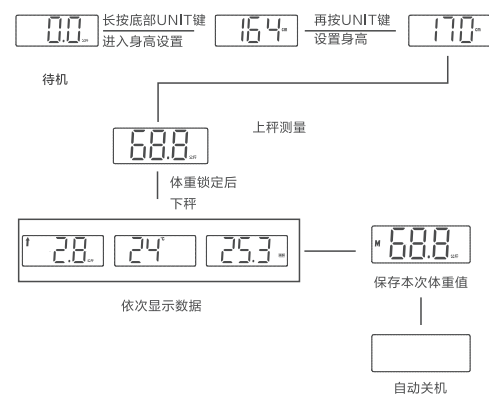 0.0 公斤
长按底部UNIT键
进入身高设置
164 cm
再按UNIT键
设置身高
170 cm
待机
上秤测量
68.8 公斤
体重锁定后
下秤
2.8 公斤
24 ℃
25.3
M 68.8 公斤
依次显示数据
保存本次体重值
自动关机